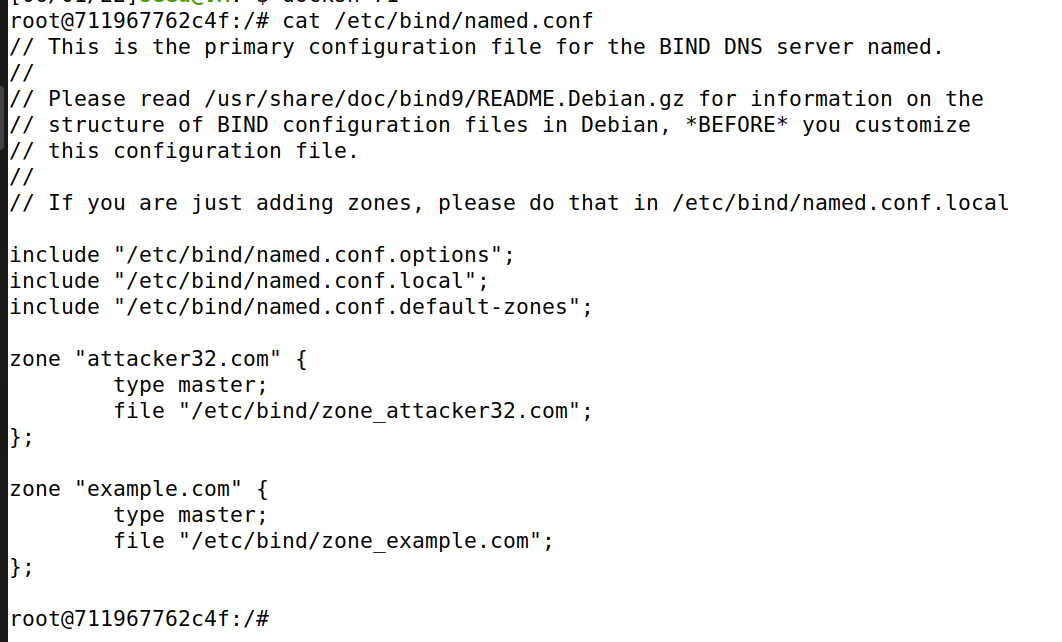 root@711967762c4f:/# cat /etc/bind/named.conf
// This is the primary configuration file for the BIND DNS server named.
//
// Please read /usr/share/doc/bind9/README.Debian.gz for information on the
// structure of BIND configuration files in Debian, *BEFORE* you customize
// this configuration file.
//
// If you are just adding zones, please do that in /etc/bind/named.conf.local

include "/etc/bind/named.conf.options";
include "/etc/bind/named.conf.local";
include "/etc/bind/named.conf.default-zones";

zone "attacker32.com" {
        type master;
        file "/etc/bind/zone_attacker32.com";
};

zone "example.com" {
        type master;
        file "/etc/bind/zone_example.com";
};

root@711967762c4f:/#